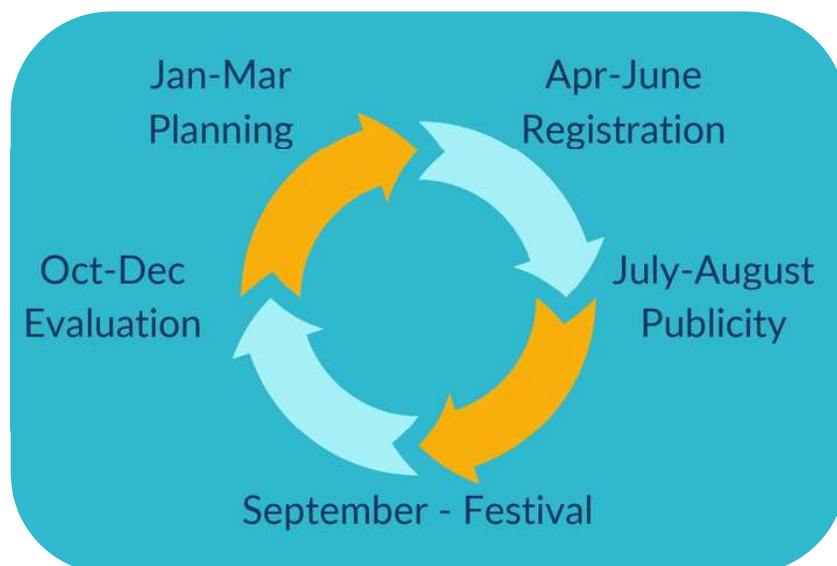 Jan-Mar
Planning
Apr-June
Registration
July-August
Publicity
September - Festival
Oct-Dec
Evaluation